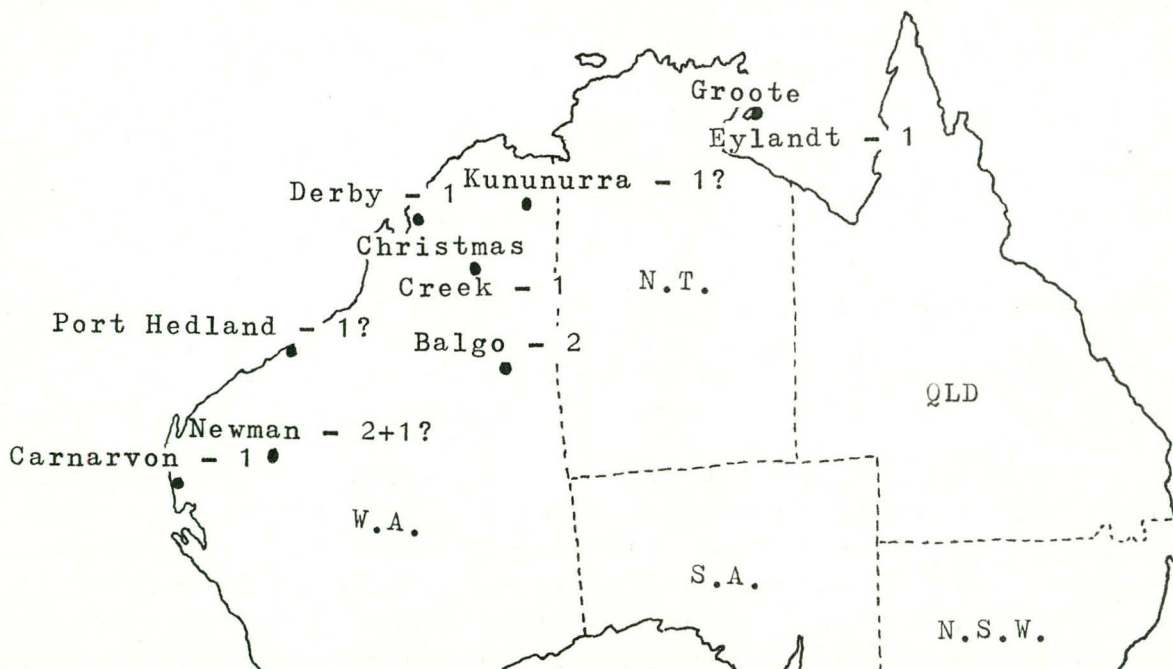 Groote
Eylandt - 1
Kununurra - 1?
Derby - 1
Christmas
Creek - 1
N.T.
Port Hedland - 1?
Balgo - 2
QLD
Newman - 2+1?
Carnarvon - 1
W.A.
S.A.
N.S.W.